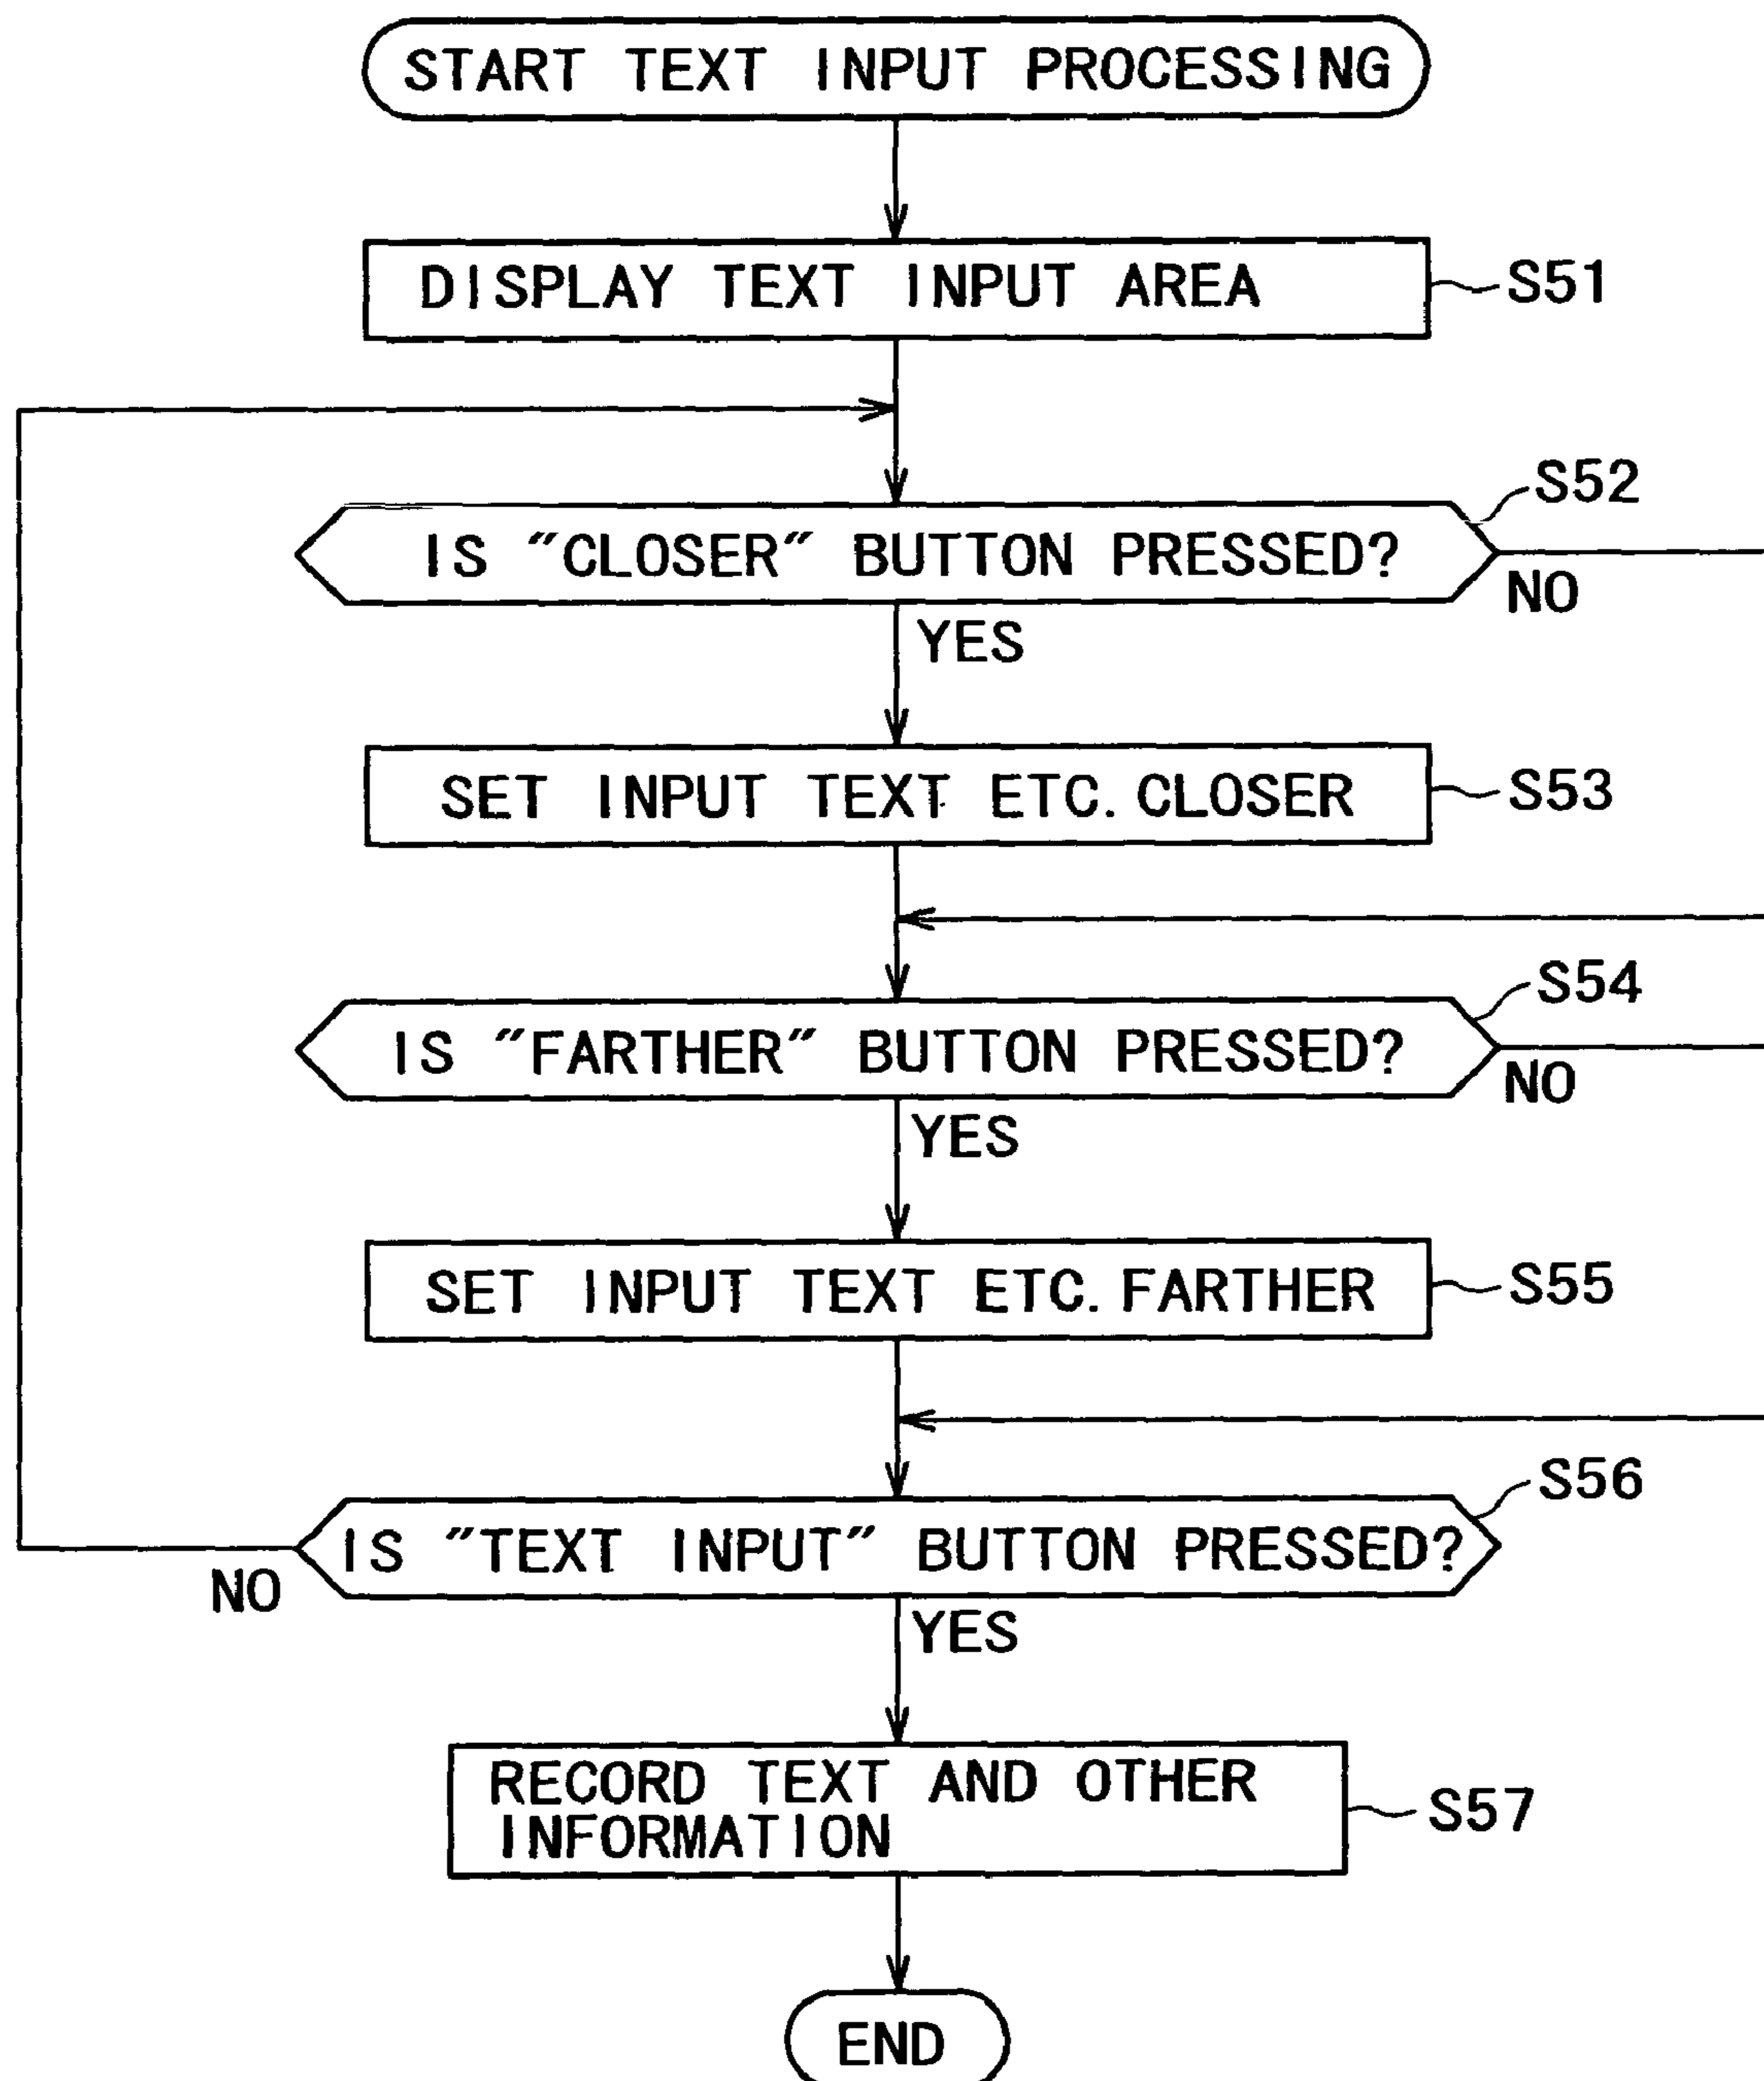 START TEXT INPUT PROCESSING
DISPLAY TEXT INPUT AREA
S51
S52
IS "CLOSER" BUTTON PRESSED?
NO
YES
SET INPUT TEXT ETC. CLOSER
S53
S54
IS "FARTHER" BUTTON PRESSED?
NO
YES
SET INPUT TEXT ETC. FARTHER
S55
S56
IS "TEXT INPUT" BUTTON PRESSED?
NO
YES
RECORD TEXT AND OTHER
INFORMATION
S57
END